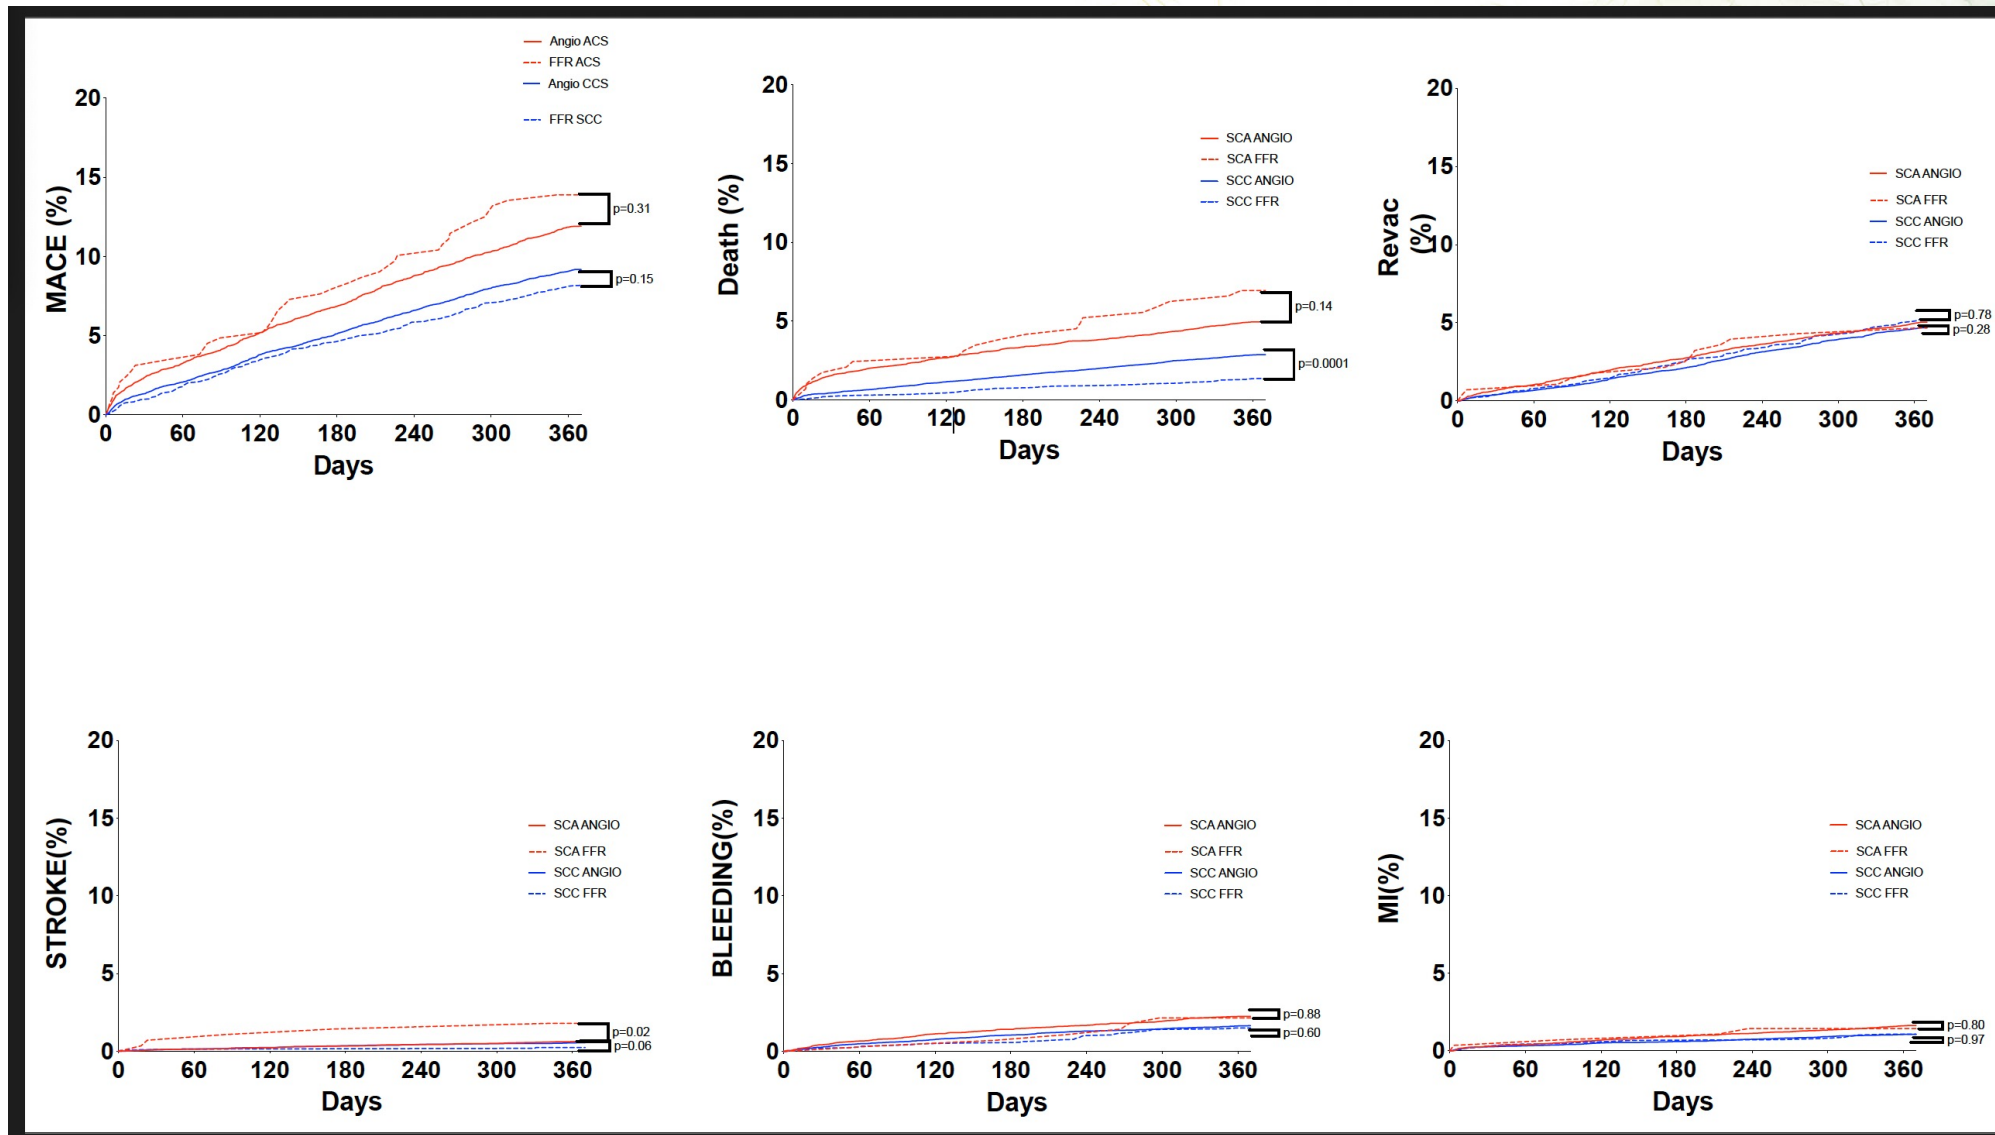 Angio ACS
FFR ACS
Angio CCS
FFR SCC
MACE (%)
20
15
10
5
0
0 60 120 180 240 300 360
Days
p=0.31
p=0.15
Death (%)
20
15
10
5
0
0 60 120 180 240 300 360
Days
SCA ANGIO
SCA FFR
SCC ANGIO
SCC FFR
p=0.14
p=0.0001
Revac
(%)
20
15
10
5
0
0 60 120 180 240 300 360
Days
SCA ANGIO
SCA FFR
SCC ANGIO
SCC FFR
p=0.78
p=0.28
STROKE(%)
20
15
10
5
0
0 60 120 180 240 300 360
Days
SCA ANGIO
SCA FFR
SCC ANGIO
SCC FFR
p=0.02
p=0.06
BLEEDING(%)
20
15
10
5
0
0 60 120 180 240 300 360
Days
SCA ANGIO
SCA FFR
SCC ANGIO
SCC FFR
p=0.88
p=0.60
MI(%)
20
15
10
5
0
0 60 120 180 240 300 360
Days
SCA ANGIO
SCA FFR
SCC ANGIO
SCC FFR
p=0.80
p=0.97